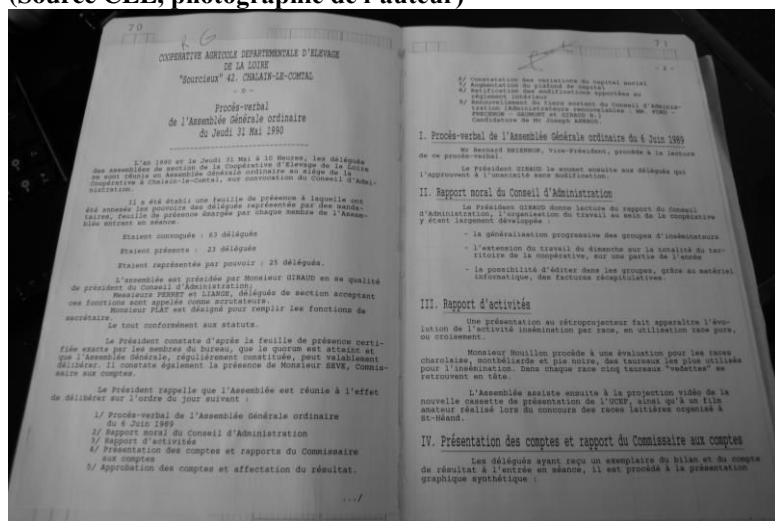 (Source CEL, photographie de l'auteur)
70
COOPERATIVE AGRICOLE DEPARTEMENTALE D'ELEVAGE
DE LA LOIRE
"Sourcieux" 42. CHALAIN-LE-COMTAL
- o -
Procès-verbal
de l'Assemblée Générale ordinaire
du Jeudi 31 Mai 1990
L'an 1990 et le Jeudi 31 Mai à 10 Heures, les délégués
des assemblées de section de la Coopérative d'Elevage de la Loire
se sont réunis en Assemblée Générale ordinaire au siège de la
Coopérative à Chalain-le-Comtal, sur convocation du Conseil d'Admi-
nistration.
Il a été établi une feuille de présence à laquelle ont
été annexés les pouvoirs des délégués représentés par des manda-
taires, feuille de présence émargée par chaque membre de l'Assem-
blée entrant en séance.
Etaient convoqués : 63 délégués
Etaient présents : 23 délégués
Etaient représentés par pouvoir : 25 délégués.
L'assemblée est présidée par Monsieur GIRAUD en sa qualité
de président du Conseil d'Administration;
Messieurs PERRET et LIANGE, délégués de section acceptant
ces fonctions sont appelés comme scrutateurs.
Monsieur PLAT est désigné pour remplir les fonctions de
secrétaire.
Le tout conformément aux statuts.
Le Président constate d'après la feuille de présence certi-
fiée exacte par les membres du bureau, que le quorum est atteint et
que l'Assemblée Générale, régulièrement constituée, peut valablement
délibérer. Il constate également la présence de Monsieur SEVE, Commis-
saire aux comptes.
Le Président rappelle que l'Assemblée est réunie à l'effet
de délibérer sur l'ordre du jour suivant :
1/ Procès-verbal de l'Assemblée Générale ordinaire
du 6 Juin 1989
2/ Rapport moral du Conseil d'Administration
3/ Rapport d'activités
4/ Présentation des comptes et rapports du Commissaire
aux comptes
5/ Approbation des comptes et affectation du résultat.
.../
71
- 2 -
6/ Constatation des variations du capital social
7/ Augmentation du plafond de capital
8/ Ratification des modifications apportées au
règlement intérieur
9/ Renouvellement du tiers sortant du Conseil d'Adminis-
tration (Administrateurs renouvelables : MM.
GAUMONT et GIRAUD
Candidature de Mr Joseph
I. Procès-verbal de l'Assemblée Générale ordinaire du 6 Juin 1989
Mr Bernard Vice-Président, procède à la lecture
de ce procès-verbal.
Le Président GIRAUD le soumet ensuite aux délégués qui
l'approuvent à l'unanimité sans modification.
II. Rapport moral du Conseil d'Administration
Le Président GIRAUD donne lecture du rapport du Conseil
d'Administration, l'organisation du travail au sein de la coopérative
y étant largement développée :
- la généralisation progressive des groupes d'inséminateurs
- l'extension du travail du dimanche sur la totalité du ter-
ritoire de la coopérative, sur une partie de l'année
- la possibilité d'éditer dans les groupes, grâce au matériel
informatique, des factures récapitulatives.
III. Rapport d'activités
Une présentation au rétroprojecteur fait apparaître l'évo-
lution de l'activité insémination par race, en utilisation race pure,
ou croisement.
Monsieur Rouillon procède à une évaluation pour les races
charolaise, montbéliarde et pie noire, des taureaux les plus utilisés
pour l'insémination. Dans chaque race cinq taureaux "vedettes" se
retrouvent en tête.
L'Assemblée assiste ensuite à la projection vidéo de la
nouvelle cassette de présentation de l'UCEF, ainsi qu'à un film
amateur réalisé lors du concours des races laitières organisé à
St-Héand.
IV. Présentation des comptes et rapport du Commissaire aux comptes
Les délégués ayant reçu un exemplaire du bilan et du compte
de résultat à l'entrée en séance, il est procédé à la présentation
graphique synthétique :